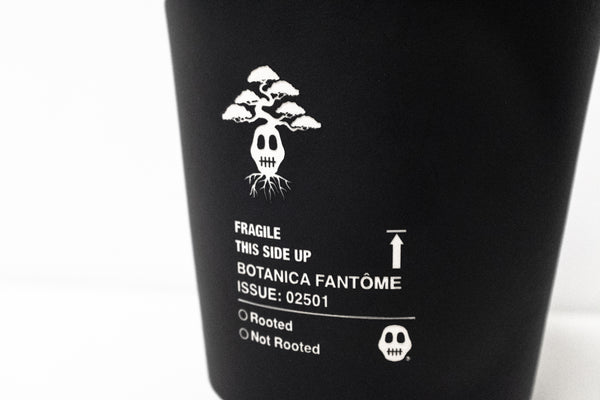 FRAGILE
THIS SIDE UP
BOTANICA FANTÔME
ISSUE: 02501
Rooted
Not Rooted